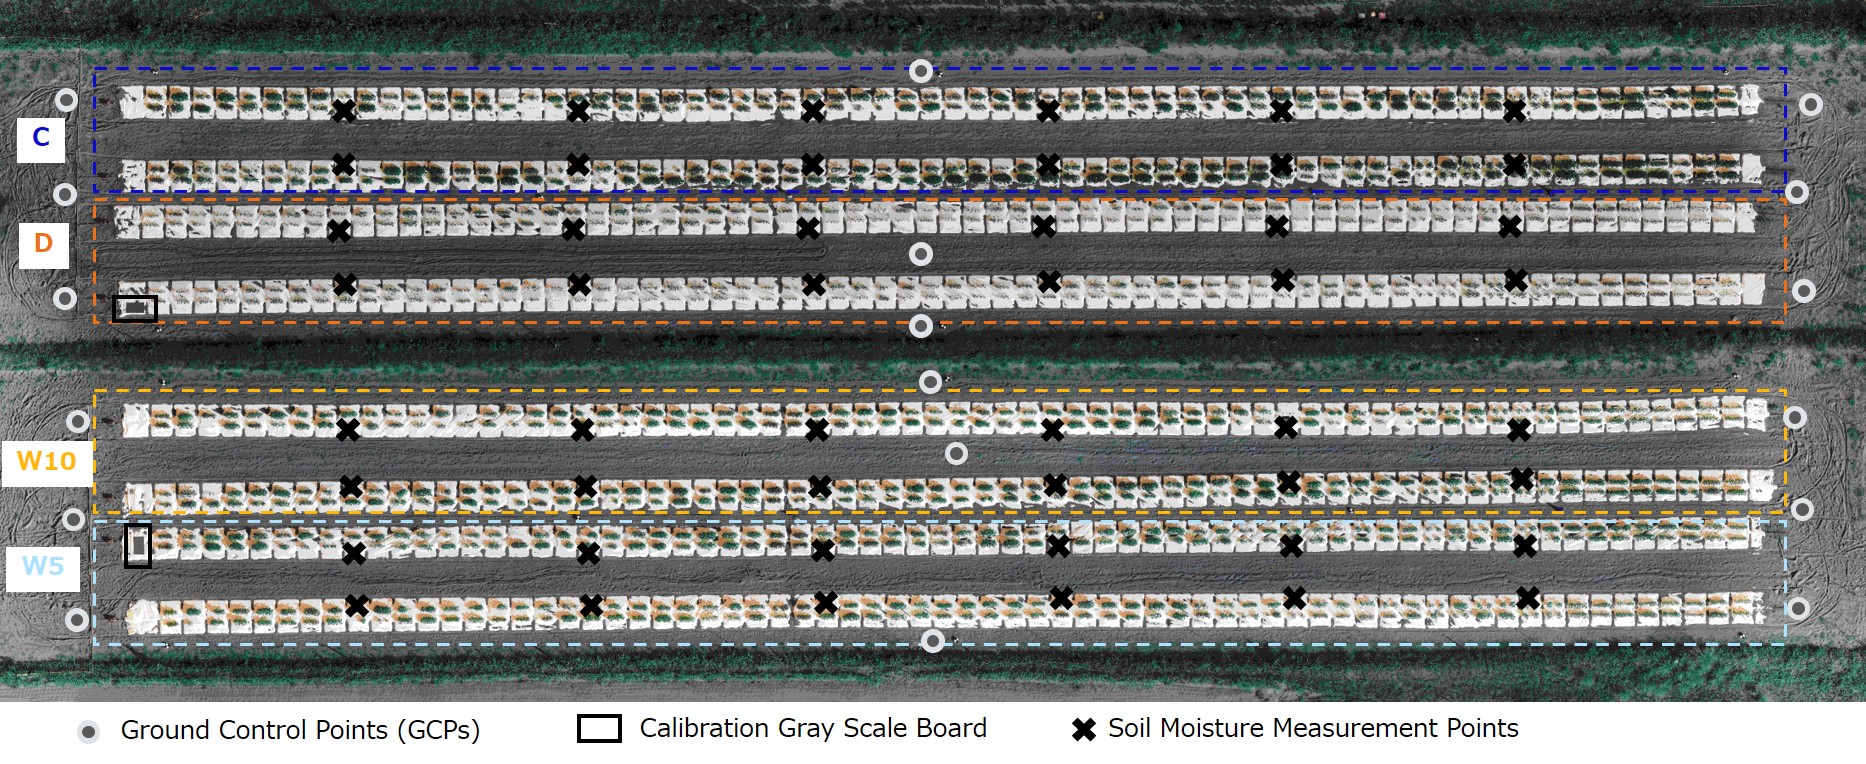 C
D
W10
W5
Ground Control Points (GCPs)
Calibration Gray Scale Board
Soil Moisture Measurement Points